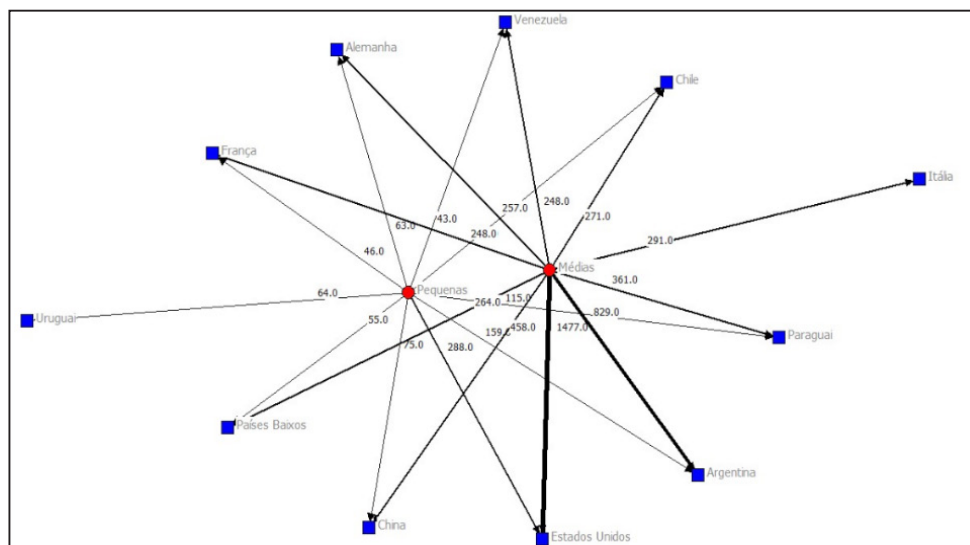 Venezuela
Alemanha
Chile
França
Itália
257.0
248.0
43.0
271.0
63.0
248.0
291.0
46.0
Médias
361.0
Pequenas
64.0
264.0
115.0
829.0
Uruguai
55.0
458.0
1477.0
159.0
Paraguai
75.0
288.0
Países Baixos
Argentina
China
Estados Unidos